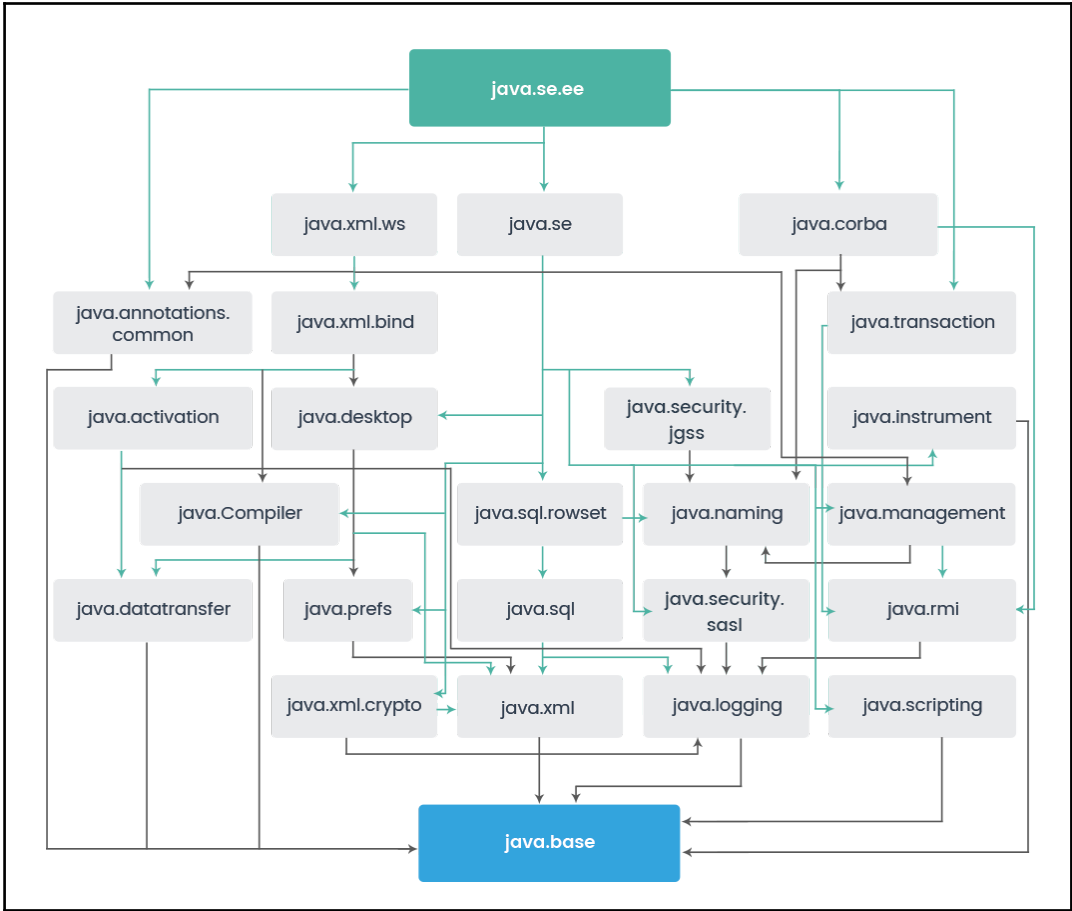 java.se.ee
java.xml.ws
java.se
java.corba
java.annotations.
common
java.xml.bind
java.transaction
java.activation
java.desktop
java.security.
jgss
java.instrument
java.Compiler
java.sql.rowset
java.naming
java.management
java.datatransfer
java.prefs
java.sql
java.security.
sasl
java.rmi
java.xml.crypto
java.xml
java.logging
java.scripting
java.base